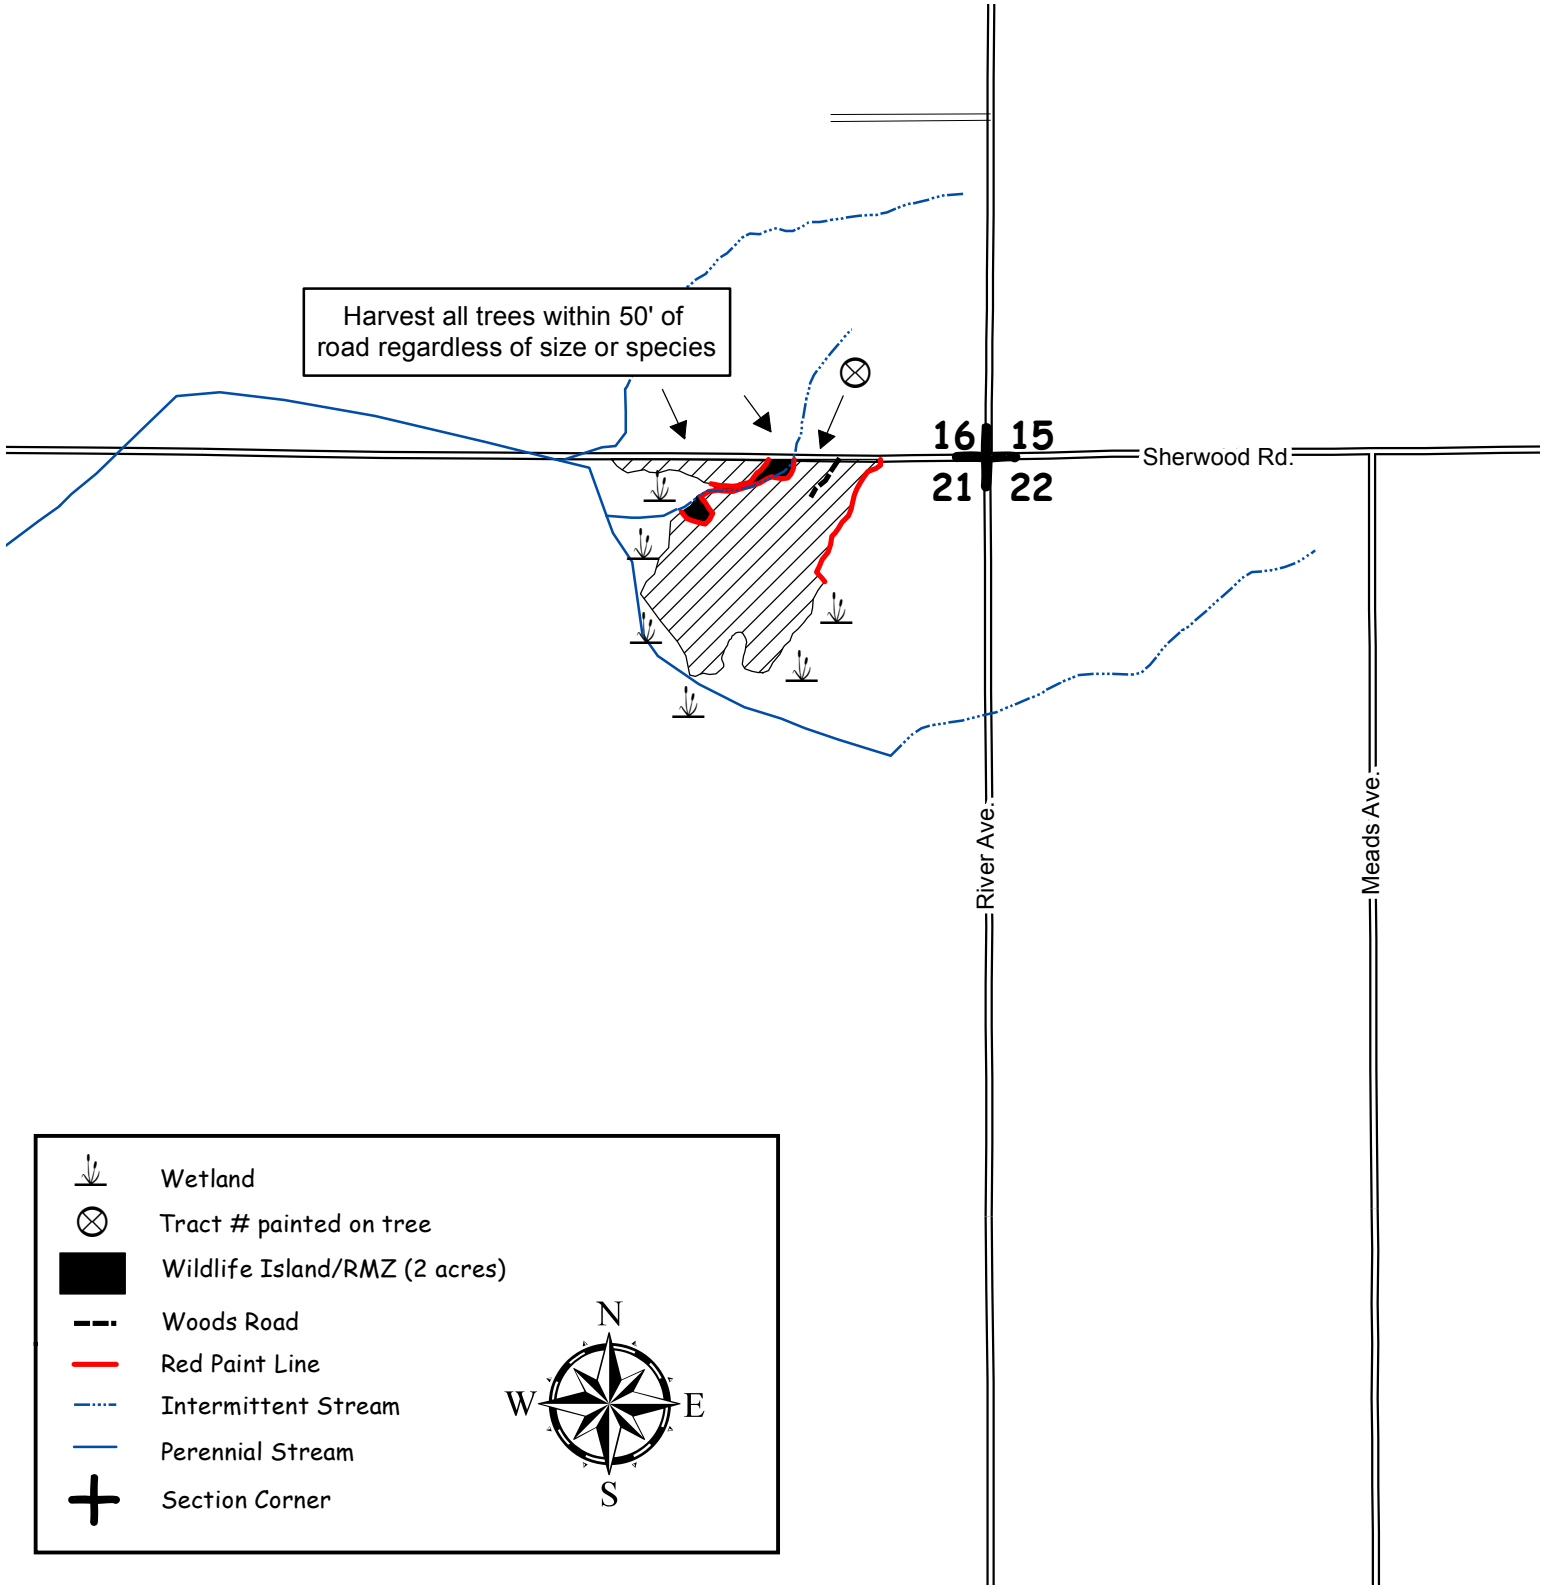 Harvest all trees within 50' of
road regardless of size or species
16 15
Sherwood Rd.
21 22
River Ave.
Meads Ave.
Wetland
Tract # painted on tree
Wildlife Island/RMZ (2 acres)
Woods Road
Red Paint Line
Intermittent Stream
Perennial Stream
Section Corner
N
W E
S